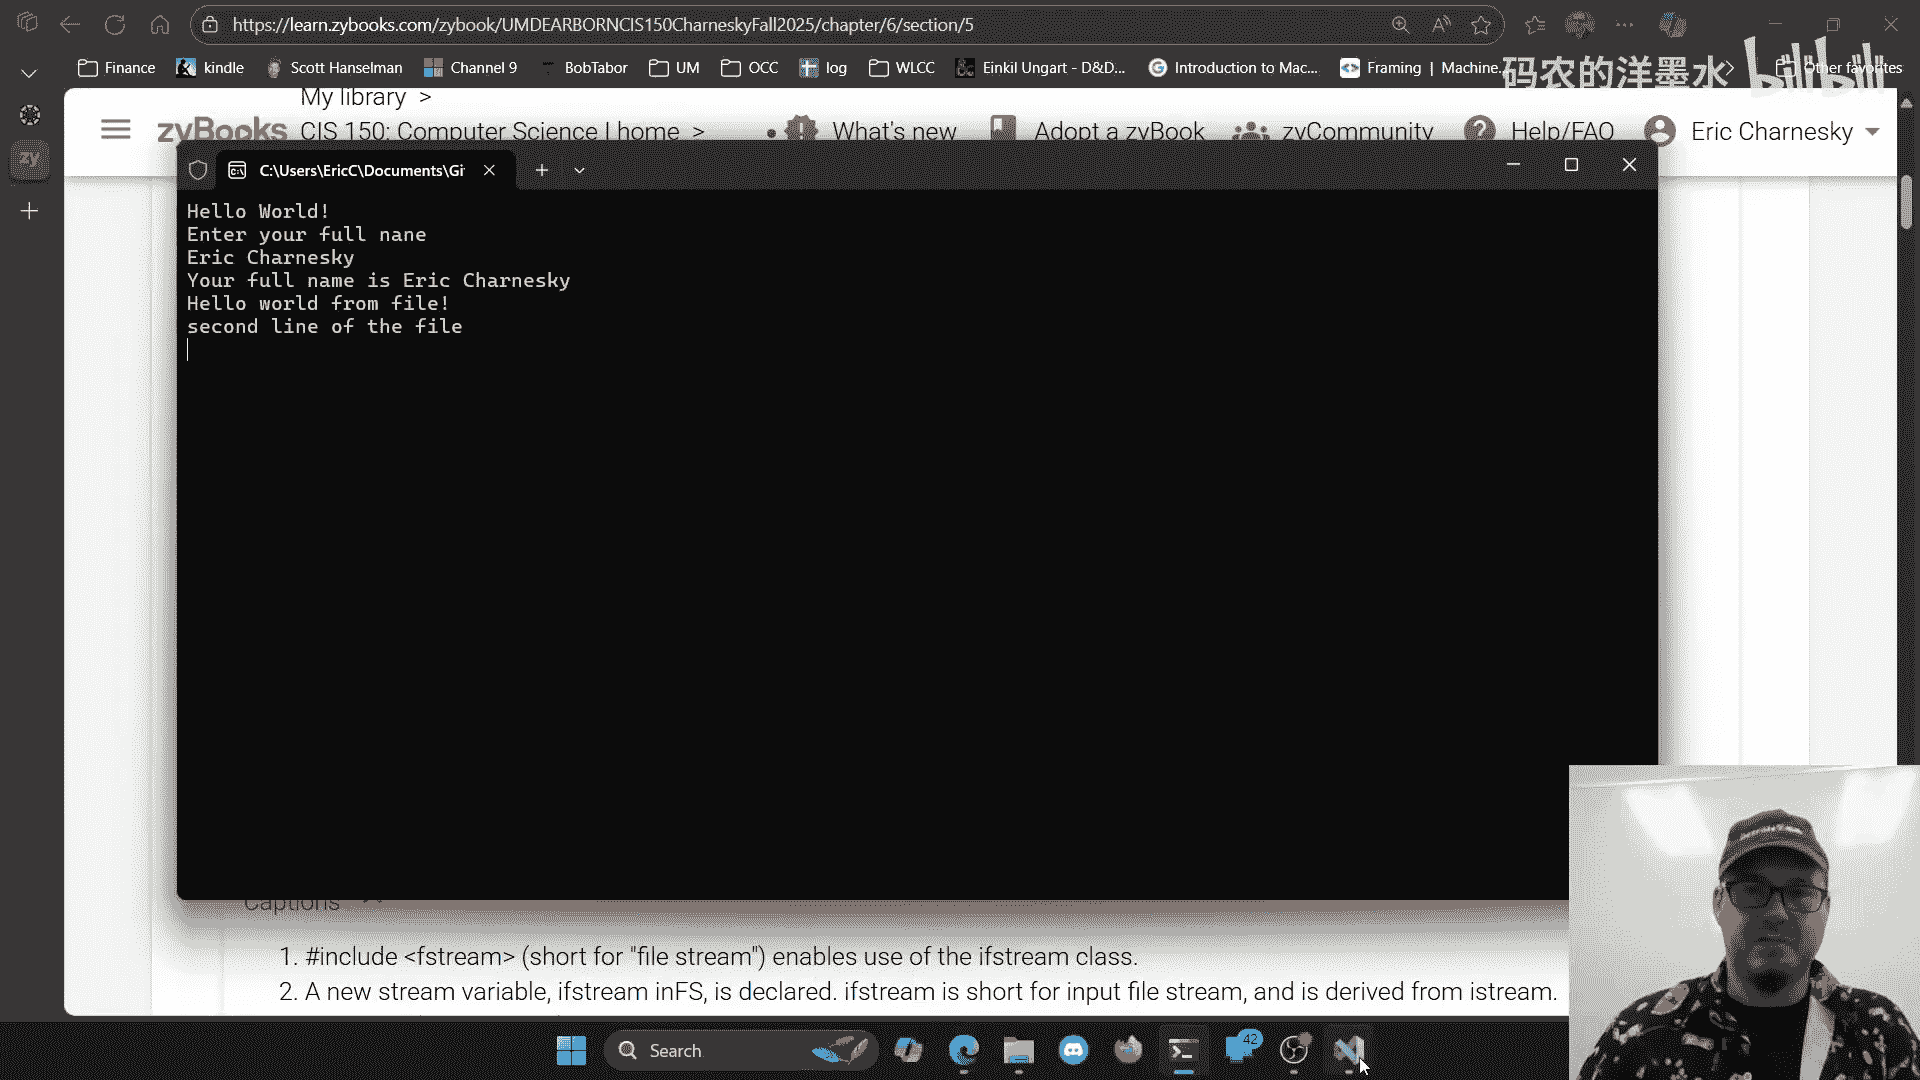 https://learn.zybooks.com/zybook/UMDEARBORNCIS150CharneskyFall2025/chapter/6/section/5
Finance
kindle
Scott Hanselman
Channel 9
BobTabor
UM
OCC
log
WLCC
Einkil Ungart - D&D...
Introduction to Mac...
Framing | Machine...
Other favorites
码农的洋墨水
bilibili
My library >
zyBooks
CIS 150: Computer Science I home >
What's new
Adopt a zyBook
zyCommunity
Help/FAQ
Eric Charnesky
zy
C:\Users\EricC\Documents\Gi
Hello World!
Enter your full nane
Eric Charnesky
Your full name is Eric Charnesky
Hello world from file!
second line of the file
Captions
1. #include <fstream> (short for "file stream") enables use of the ifstream class.
2. A new stream variable, ifstream inFS, is declared. ifstream is short for input file stream, and is derived from istream.
Search
42